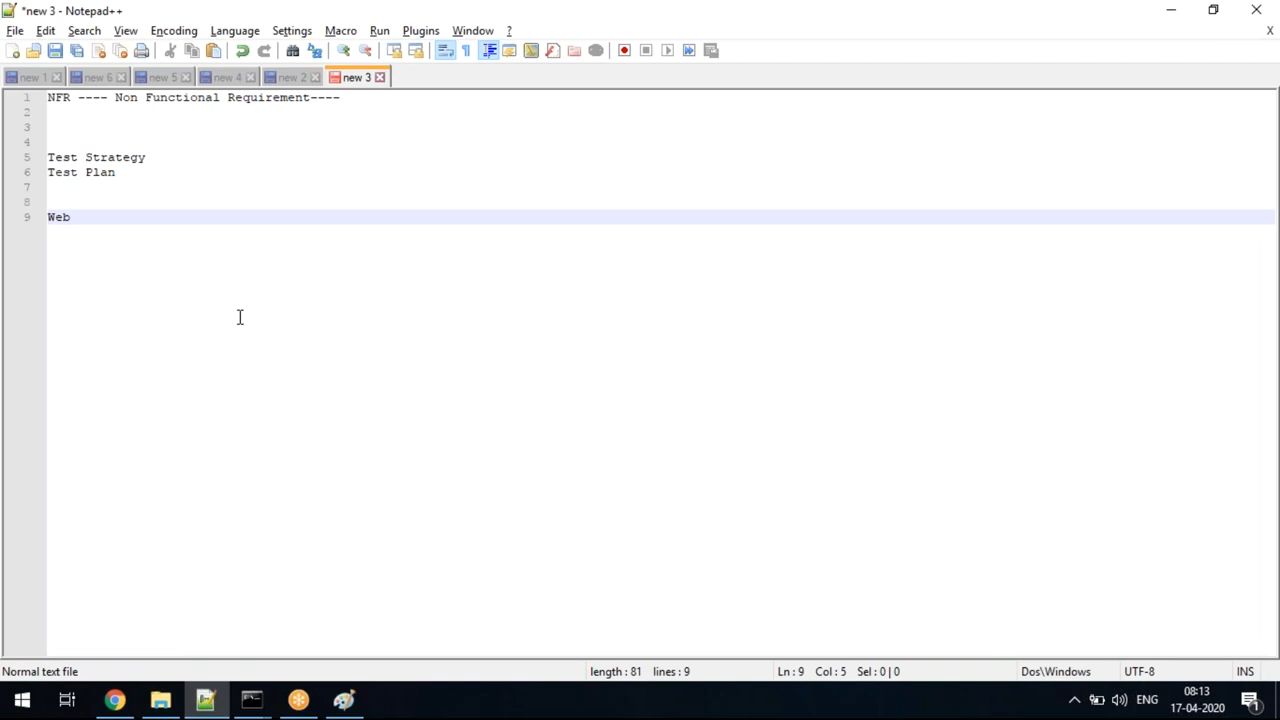 *new 3 - Notepad++
File Edit Search View Encoding Language Settings Macro Run Plugins Window ? X
new 1 new 6 new 5 new 4 new 2 new 3
1 NFR ---- Non Functional Requirement----
2
3
4
5 Test Strategy
6 Test Plan
7
8
9 Web
Normal text file length : 81 lines : 9 Ln : 9 Col : 5 Sel : 0 | 0 Dos\Windows UTF-8 INS
ENG 08:13 1
17-04-2020